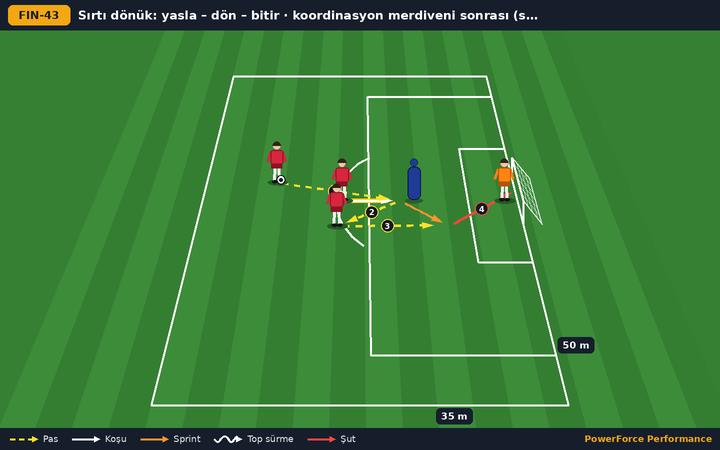 FIN-43
Sırtı dönük: yasla – dön – bitir · koordinasyon merdiveni sonrası (s…
2
3
4
50 m
35 m
Pas
Koşu
Sprint
Top sürme
Şut
PowerForce Performance